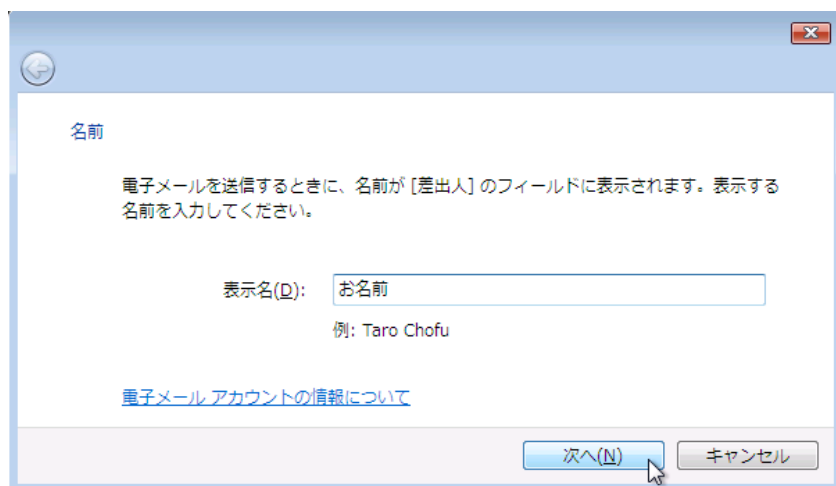 名前
電子メールを送信するときに、名前が [差出人] のフィールドに表示されます。表示する
名前を入力してください。
表示名(D): お名前
例: Taro Chofu
電子メール アカウントの情報について
次へ(N) キャンセル